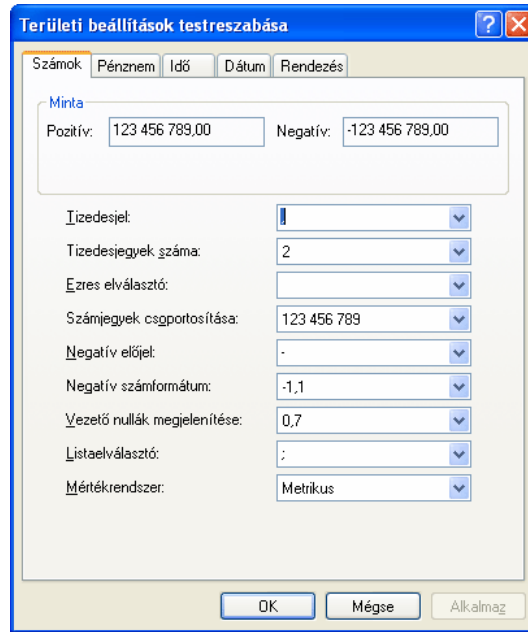 Területi beállítások testreszabása
Számok Pénznem Idő Dátum Rendezés
Minta
Pozitív: 123 456 789,00 Negatív: -123 456 789,00
Tizedesjel: ,
Tizedesjegyek száma: 2
Ezres elválasztó:
Számjegyek csoportosítása: 123 456 789
Negatív előjel: -
Negatív számformátum: -1,1
Vezető nullák megjelenítése: 0,7
Listaelválasztó: ;
Mértékrendszer: Metrikus
OK Mégse Alkalmaz